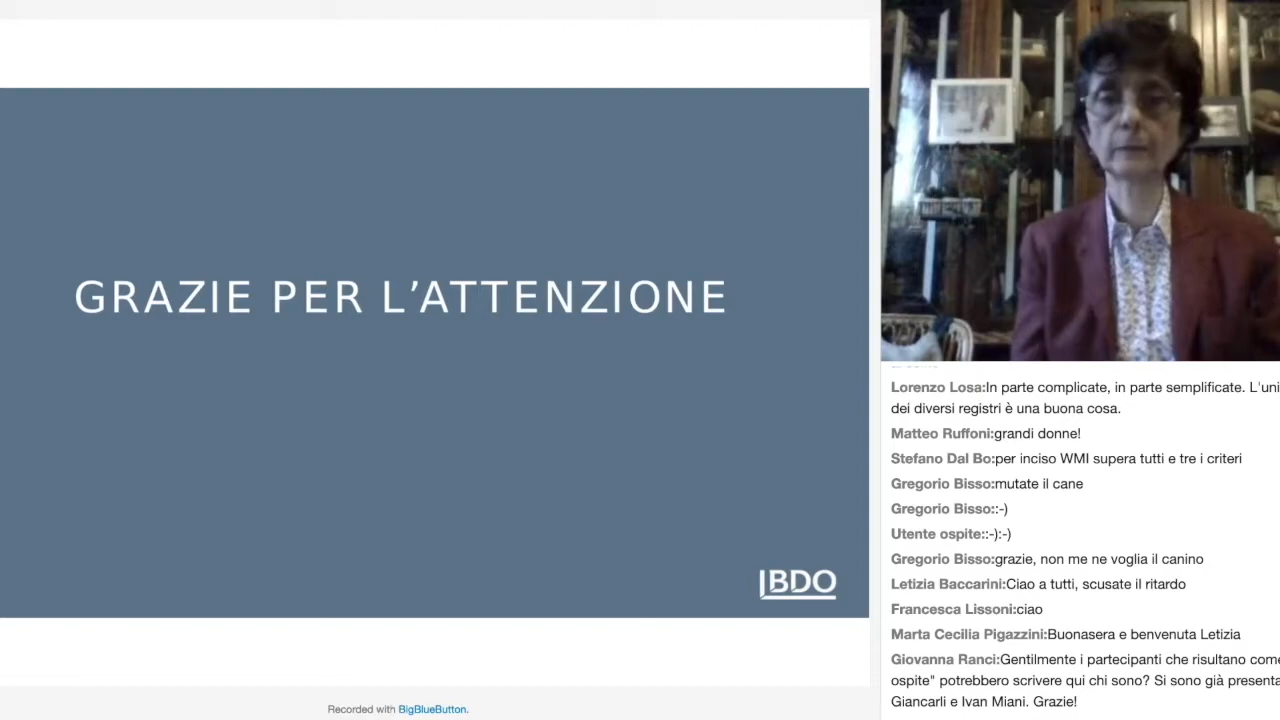 GRAZIE PER L’ATTENZIONE
BDO
Recorded with BigBlueButton.
Lorenzo Losa:In parte complicate, in parte semplificate. L'uni
dei diversi registri è una buona cosa.
Matteo Ruffoni:grandi donne!
Stefano Dal Bo:per inciso WMI supera tutti e tre i criteri
Gregorio Bisso:mutate il cane
Gregorio Bisso::-)
Utente ospite::-):-)
Gregorio Bisso:grazie, non me ne voglia il canino
Letizia Baccarini:Ciao a tutti, scusate il ritardo
Francesca Lissoni:ciao
Marta Cecilia Pigazzini:Buonasera e benvenuta Letizia
Giovanna Ranci:Gentilmente i partecipanti che risultano come
ospite" potrebbero scrivere qui chi sono? Si sono già presenta
Giancarli e Ivan Miani. Grazie!